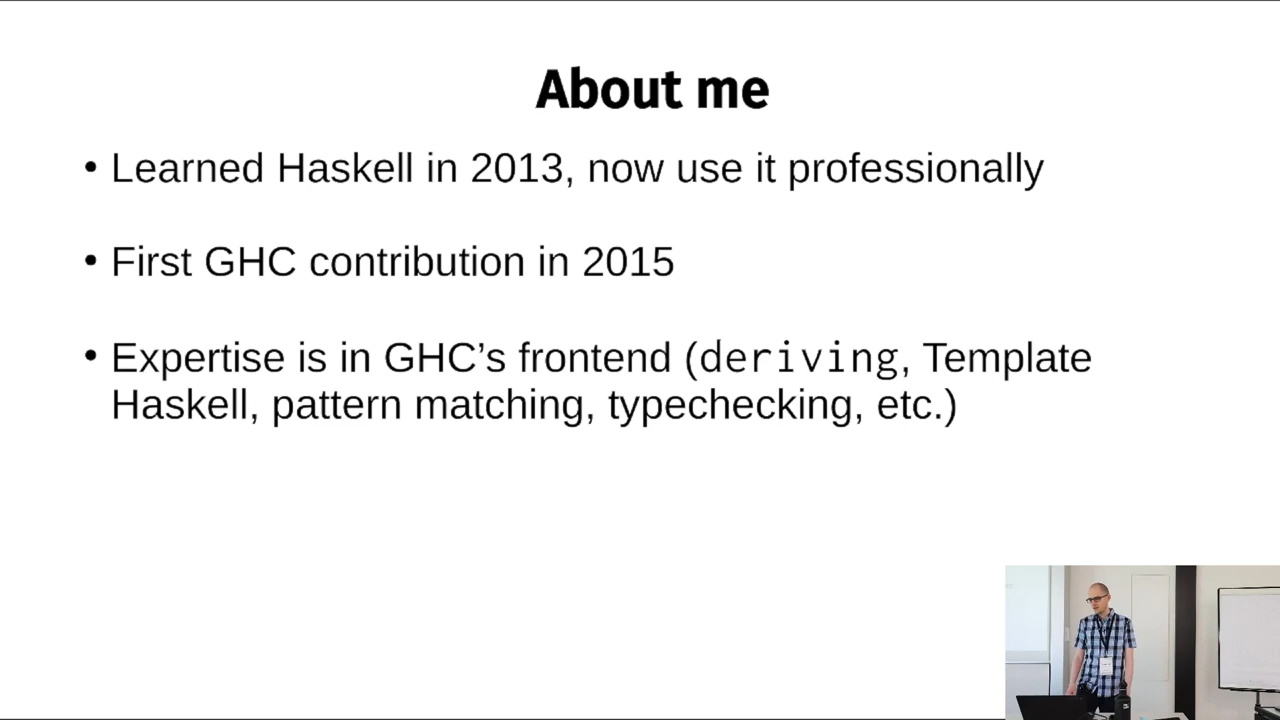 About me
• Learned Haskell in 2013, now use it professionally
• First GHC contribution in 2015
• Expertise is in GHC’s frontend (deriving, Template
Haskell, pattern matching, typechecking, etc.)